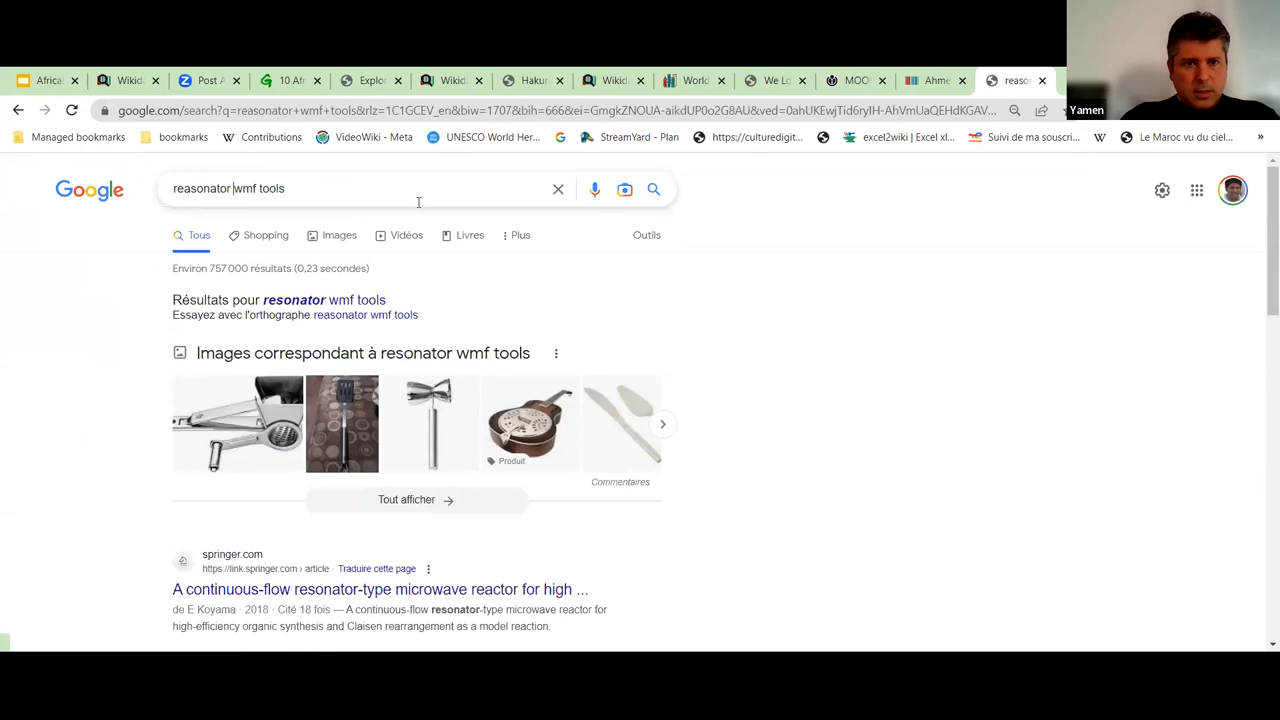 Africa
Wikid
Post A
10 Afr
Explor
Wikida
Hakur
Wikid
World
We Lo
MOO
Ahme
reaso
google.com/search?q=reasonator+wmf+tools&rlz=1C1GCEV_en&biw=1707&bih=666&ei=GmgkZNOUA-aikdUP0o2G8AU&ved=0ahUKEwjTid6ryIH-AhVmUaQEHdKGAV...
Yamen
Managed bookmarks
bookmarks
Contributions
VideoWiki - Meta
UNESCO World Her...
StreamYard - Plan
https://culturedigit...
excel2wiki | Excel xl...
Suivi de ma souscri...
Le Maroc vu du ciel...
»
Google
reasonator wmf tools
Tous
Shopping
Images
Vidéos
Livres
Plus
Outils
Environ 757 000 résultats (0,23 secondes)
Résultats pour resonator wmf tools
Essayez avec l'orthographe reasonator wmf tools
Images correspondant à resonator wmf tools
Produit
Commentaires
Tout afficher
springer.com
https://link.springer.com › article · Traduire cette page
A continuous-flow resonator-type microwave reactor for high ...
de E Koyama · 2018 · Cité 18 fois — A continuous-flow resonator-type microwave reactor for
high-efficiency organic synthesis and Claisen rearrangement as a model reaction.